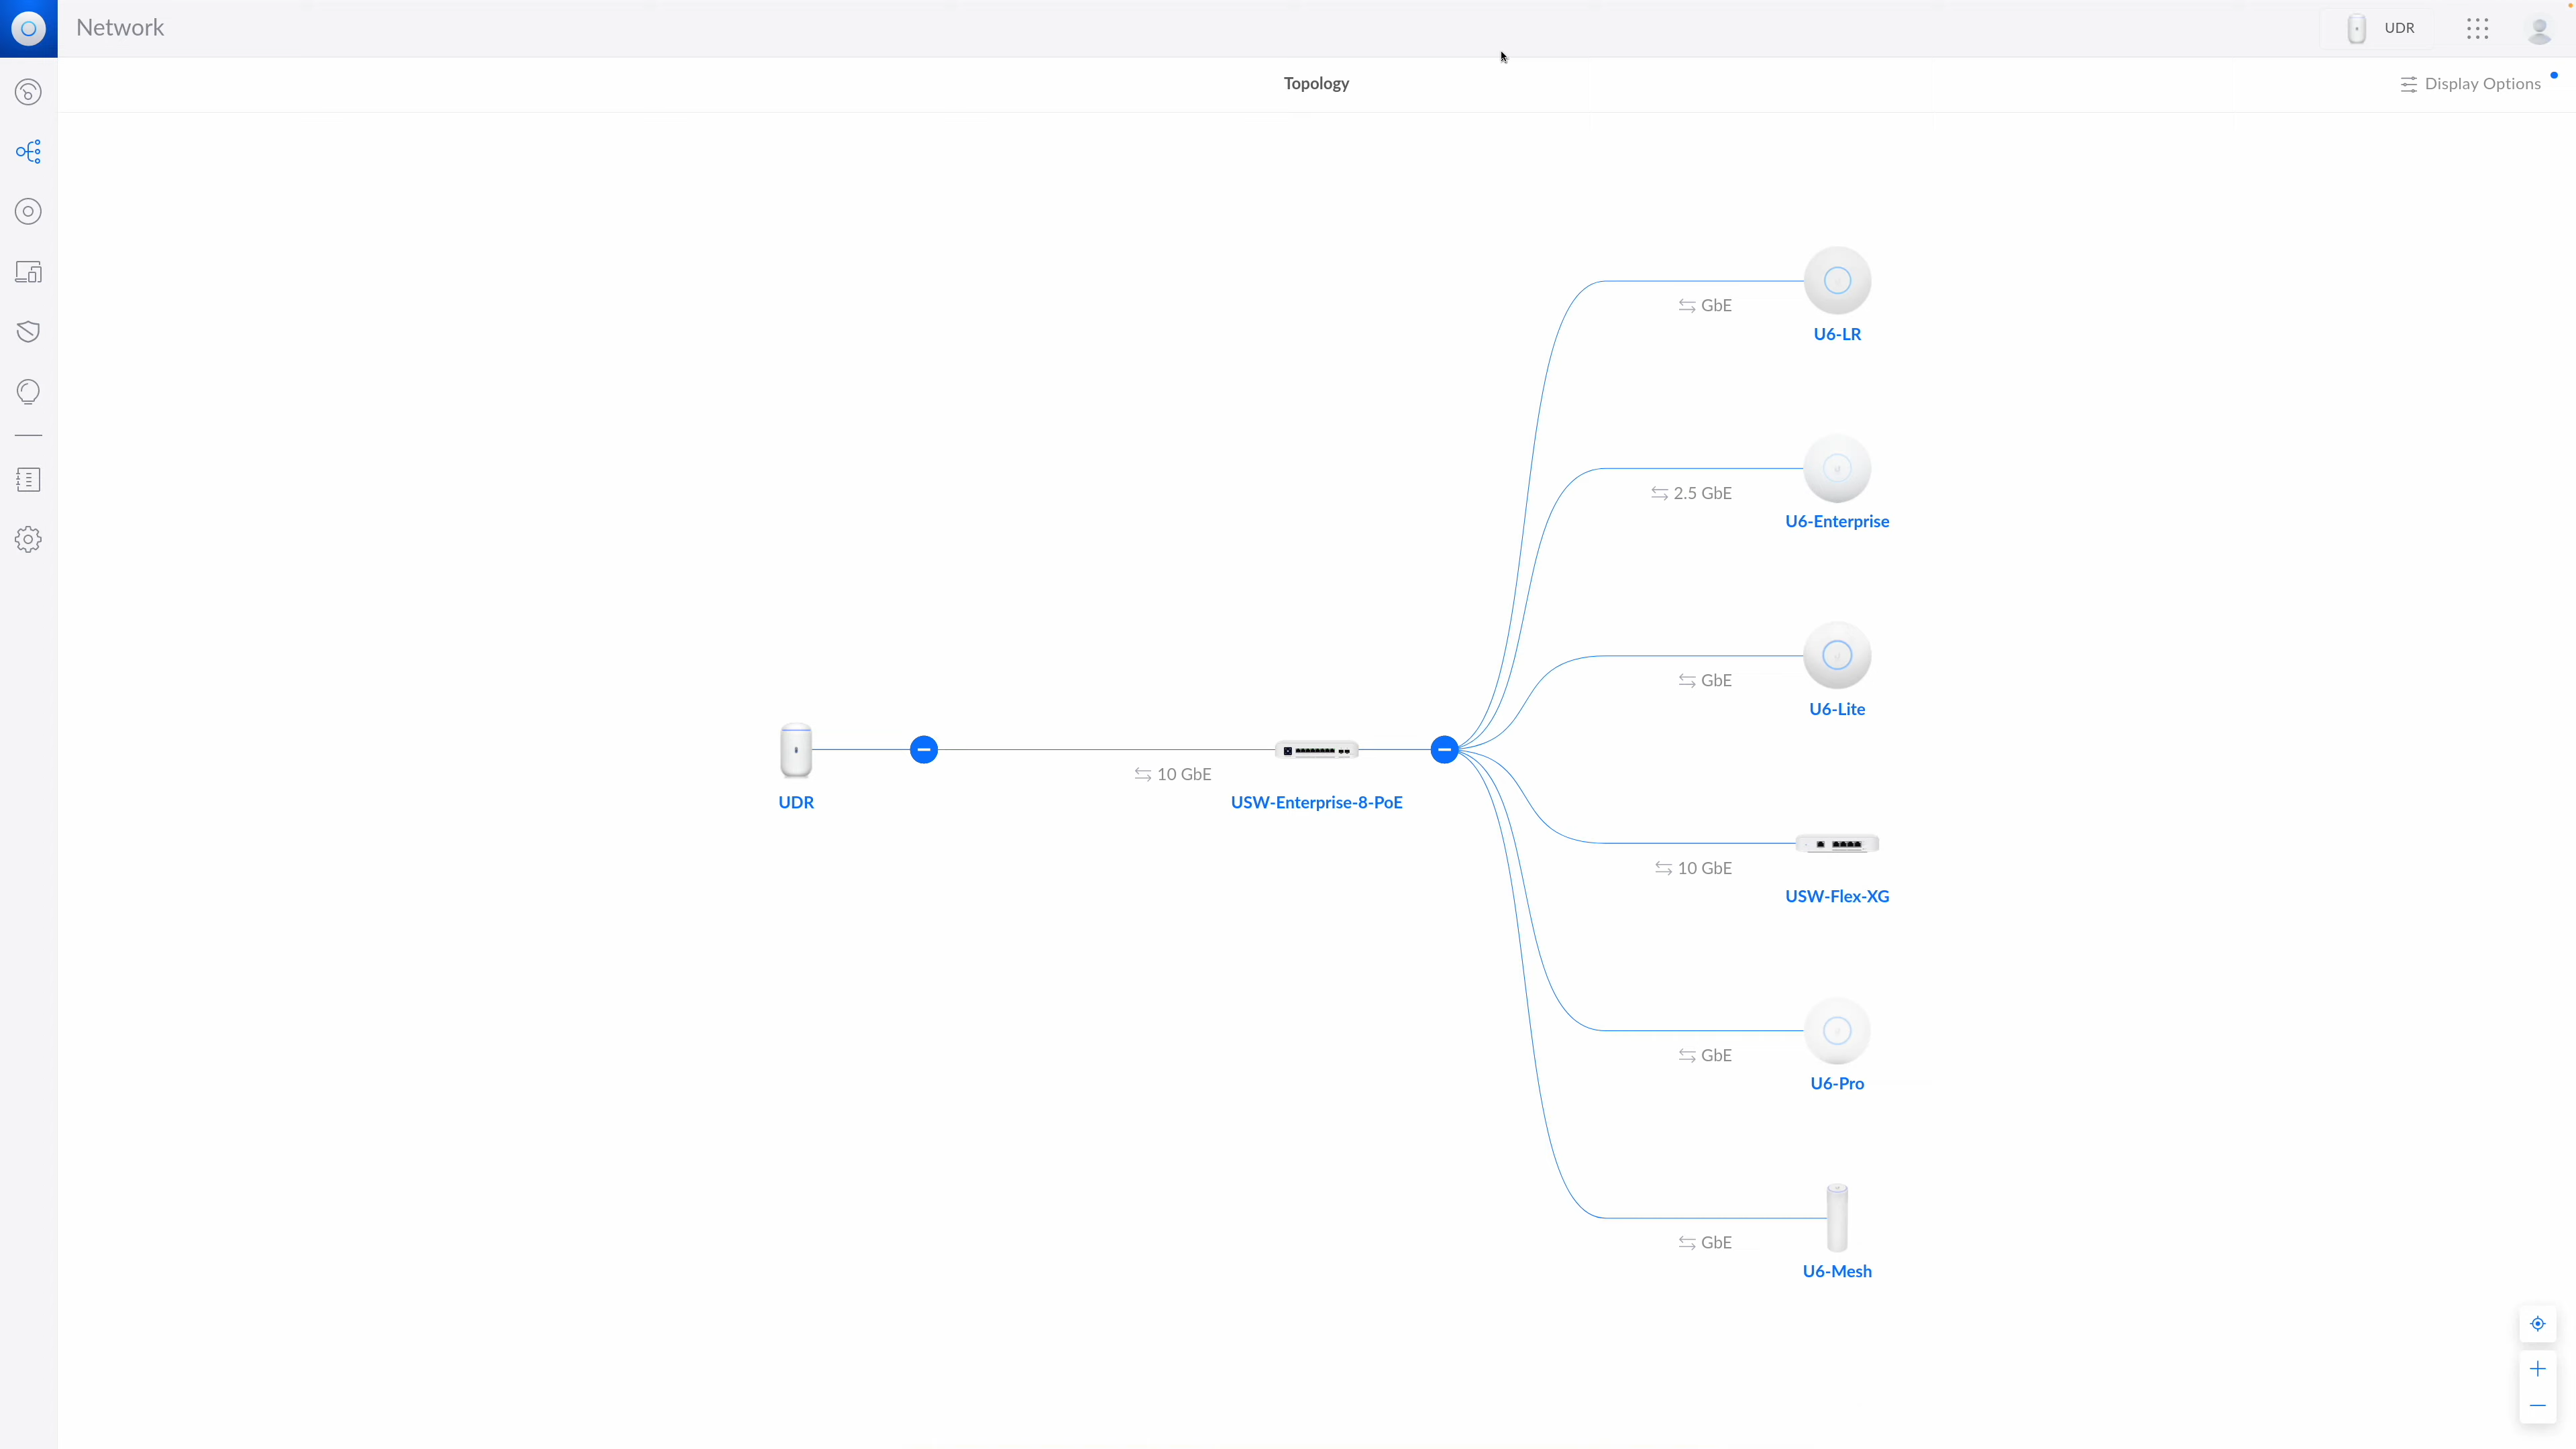 Network
UDR
Topology
Display Options
GbE
U6-LR
2.5 GbE
U6-Enterprise
GbE
U6-Lite
10 GbE
UDR
USW-Enterprise-8-PoE
10 GbE
USW-Flex-XG
GbE
U6-Pro
GbE
U6-Mesh